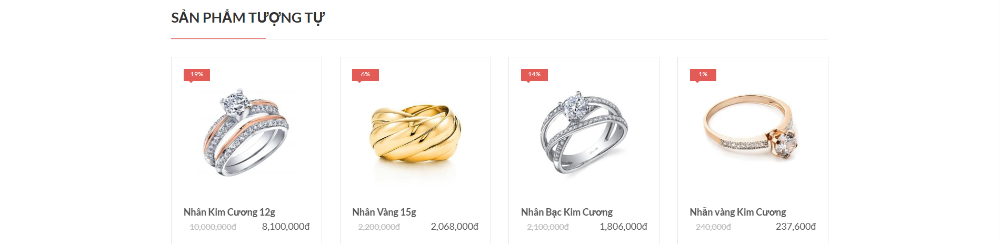 SẢN PHẨM TƯỢNG TỰ
19%
6%
14%
1%
Nhân Kim Cương 12g
10,000,000đ 8,100,000đ
Nhân Vàng 15g
2,200,000đ 2,068,000đ
Nhân Bạc Kim Cương
2,100,000đ 1,806,000đ
Nhẫn vàng Kim Cương
240,000đ 237,600đ